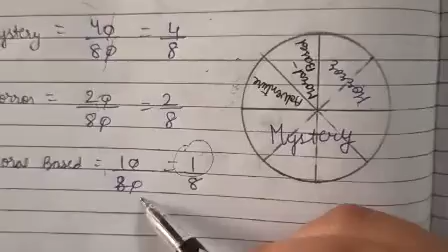 ystery = 40/80 = 4/8
orror = 20/80 = 2/8
oral Based = 10/80 = 1/8
Adventure
Moral-Based
Horror
Mystery